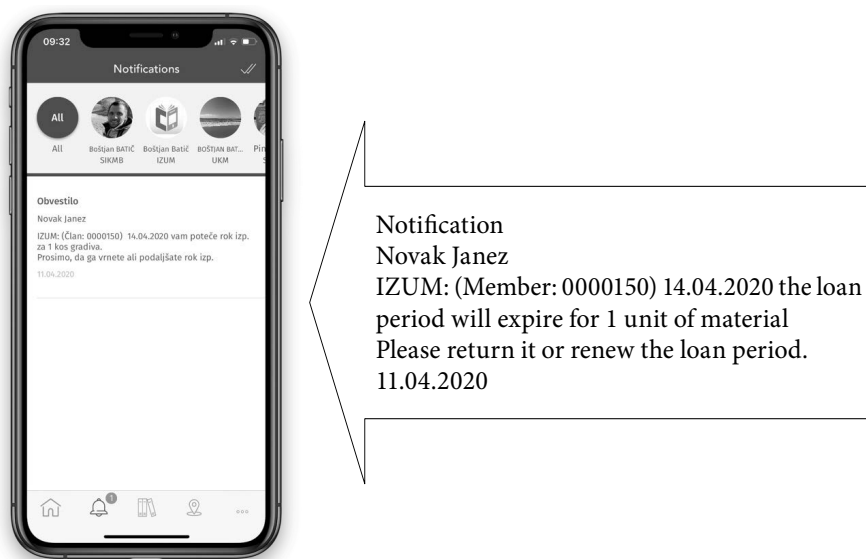 09:32
Notifications
All
All
Boštjan BATIČ
SIKMB
Boštjan Batič
IZUM
BOŠTJAN BAT...
UKM
Obvestilo
Novak Janez
IZUM: (Član: 0000150) 14.04.2020 vam poteče rok izp.
za 1 kos gradiva.
Prosimo, da ga vrnete ali podaljšate rok izp.
11.04.2020
1
Notification
Novak Janez
IZUM: (Member: 0000150) 14.04.2020 the loan
period will expire for 1 unit of material
Please return it or renew the loan period.
11.04.2020